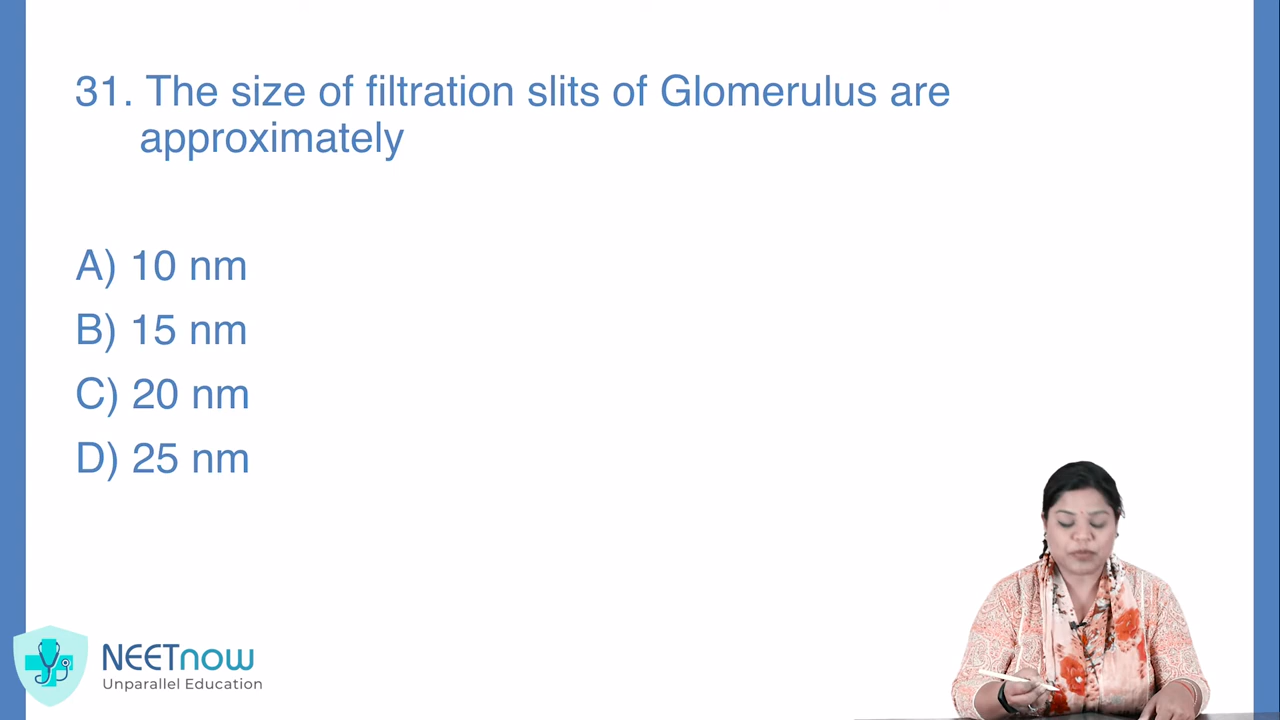 31. The size of filtration slits of Glomerulus are
approximately
A) 10 nm
B) 15 nm
C) 20 nm
D) 25 nm
NEETnow
Unparallel Education